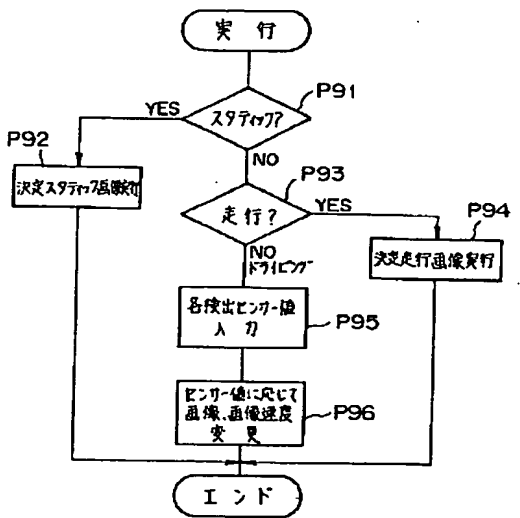 実行
P91
スタティック?
YES
P92
NO
決定スタティック画像実行
P93
走行?
YES
P94
NO
ドライビング
決定走行画像実行
各検出センサー値
入力
P95
センサー値に応じて
画像、画像速度
変更
P96
エンド